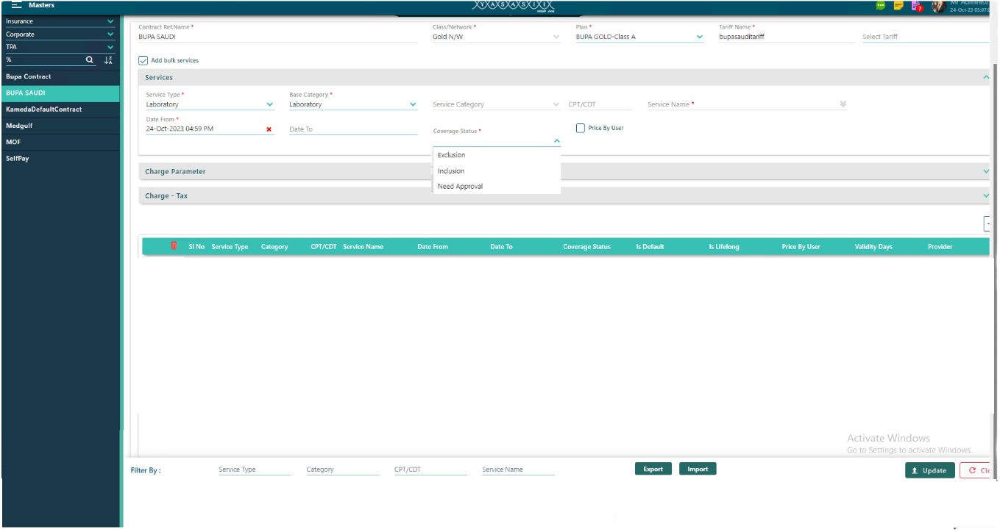 Masters
XYASASIIX
simpler. easy
Mr Administ
7
24-Oct-23 05:07:
Insurance
Corporate
TPA
%
Bupa Contract
BUPA SAUDI
KamedaDefaultContract
Medgulf
MOF
SelfPay
Contract Ref.Name * Class/Network * Plan * Tariff Name *
BUPA SAUDI Gold N/W BUPA GOLD-Class A bupasauditariff Select Tariff
Add bulk services
Services
Service Type * Base Category *
Laboratory Laboratory Service Category CPT/CDT Service Name *
Date From *
24-Oct-2023 04:59 PM Date To Coverage Status * Price By User
Exclusion
Inclusion
Need Approval
Charge Parameter
Charge - Tax
Sl No Service Type Category CPT/CDT Service Name Date From Date To Coverage Status Is Default Is Lifelong Price By User Validity Days Provider
Activate Windows
Go to Settings to activate Windows.
Filter By : Service Type Category CPT/CDT Service Name Export Import Update Clo